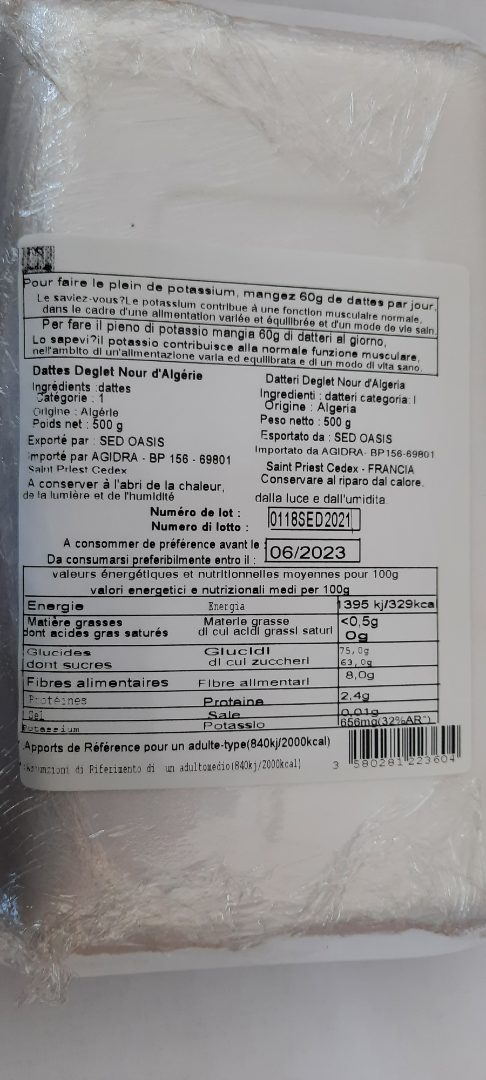 Pour faire le plein de potassium, mangez 60g de dattes par jour,
Le saviez-vous?Le potassium contribue à une fonction musculaire normale,
dans le cadre d'une alimentation variée et équilibrée et d'un mode de vie sain.
Per fare il pieno di potassio mangia 60g di datteri al giorno,
Lo sapevi?il potassio contribuisce alla normale funzione musculare,
nell'ambito di un'alimentazione varia ed equilibrata e di un modo di vita sano.
Dattes Deglet Nour d'Algérie
Ingrédients :dattes
Catégorie : 1
Origine : Algérie
Poids net : 500 g
Exporté par : SED OASIS
Importé par AGIDRA - BP 156 - 69801
Saint Priest Cedex
A conserver à l'abri de la chaleur,
de la lumière et de l'humidité
Datteri Deglet Nour d'Algeria
Ingredienti : datteri categoria: I
Origine : Algeria
Peso netto : 500 g
Esportato da : SED OASIS
Importato da AGIDRA- BP156-69801
Saint Priest Cedex - FRANCIA
Conservare al riparo dal calore,
dalla luce e dall'umidita.
Numéro de lot :
Numero di lotto :
0118SED2021
A consommer de préférence avant le :
Da consumarsi preferibilmente entro il :
06/2023
valeurs énergétiques et nutritionnelles moyennes pour 100g
valori energetici e nutrizionali medi per 100g
Energie Energia 1395 kj/329kcal
Matière grasses Materie grasse <0,5g
dont acides gras saturés di cui acidi grassi saturi 0g
Glucides Glucidi 75,0g
dont sucres di cui zuccheri 63,0g
Fibres alimentaires Fibre alimentari 8,0g
Protéines Proteine 2,4g
Sel Sale 0,01g
Potassium Potassio 656mg(32%AR*)
Apports de Référence pour un adulte-type(840kj/2000kcal)
Assunzioni di Riferimento di un adultomedio(840kj/2000kcal)
3 580281 223604